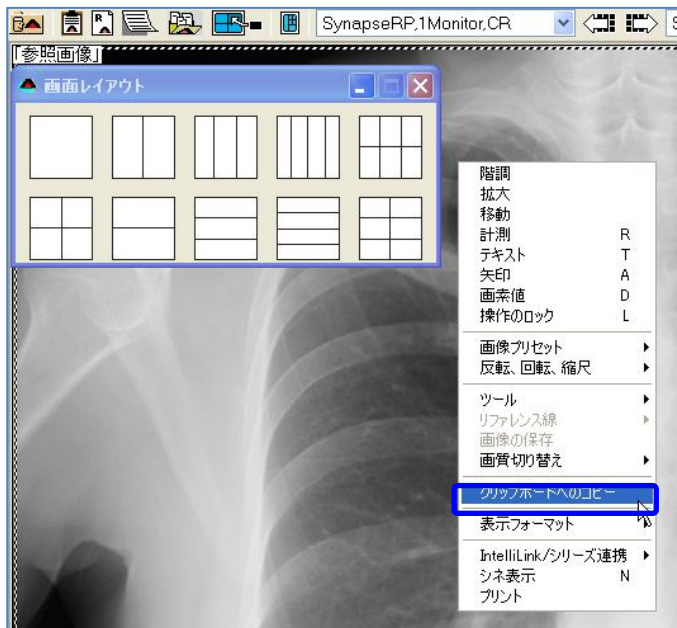 SynapseRP,1Monitor,CR
「参照画像」
画面レイアウト
階調
拡大
移動
計測 R
テキスト T
矢印 A
画素値 D
操作のロック L
画像プリセット
反転、回転、縮尺
ツール
リファレンス線
画像の保存
画質切り替え
クリップボードへのコピー
表示フォーマット
IntelliLink/シリーズ連携
シネ表示 N
プリント